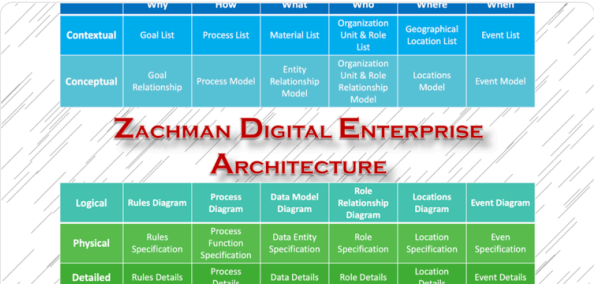 Why How What Who Where When
Contextual Goal List Process List Material List Organization Unit & Role List Geographical Location List Event List
Conceptual Goal Relationship Process Model Entity Relationship Model Organization Unit & Role Relationship Model Locations Model Event Model
ZACHMAN DIGITAL ENTERPRISE
ARCHITECTURE
Logical Rules Diagram Process Diagram Data Model Diagram Role Relationship Diagram Locations Diagram Event Diagram
Physical Rules Specification Process Function Specification Data Entity Specification Role Specification Location Specification Even Specification
Detailed Rules Details Process Details Data Details Role Details Location Details Event Details